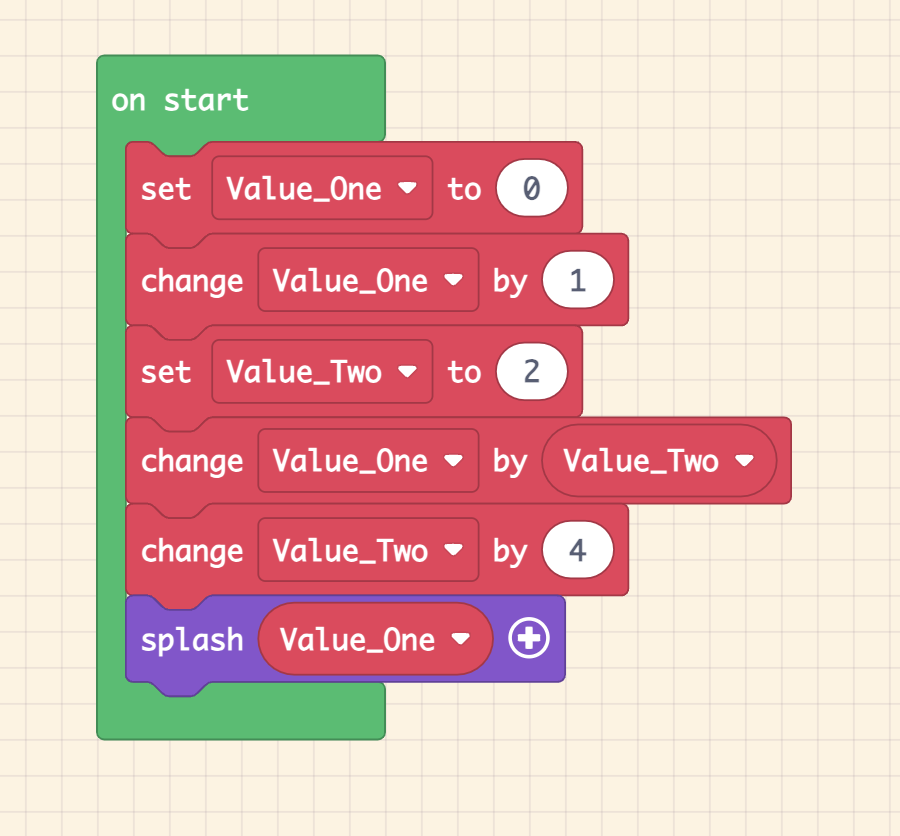 on start
set Value_One to 0
change Value_One by 1
set Value_Two to 2
change Value_One by Value_Two
change Value_Two by 4
splash Value_One